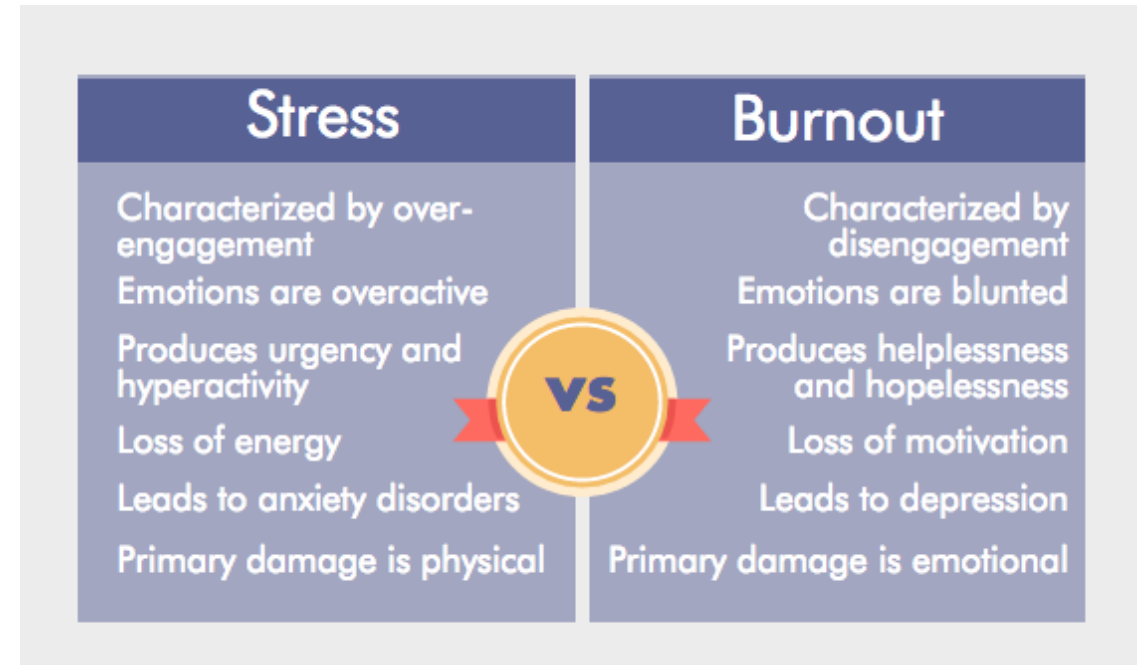 Stress
Characterized by over-
engagement
Emotions are overactive
Produces urgency and
hyperactivity
Loss of energy
Leads to anxiety disorders
Primary damage is physical
vs
Burnout
Characterized by
disengagement
Emotions are blunted
Produces helplessness
and hopelessness
Loss of motivation
Leads to depression
Primary damage is emotional